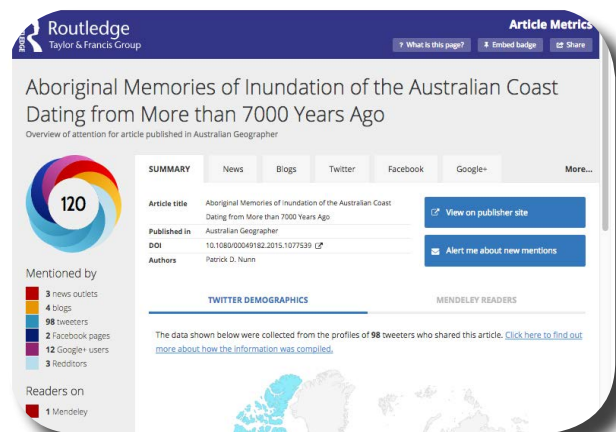 Routledge
Taylor & Francis Group
Article Metrics
? What is this page?
Embed badge
Share
Aboriginal Memories of Inundation of the Australian Coast
Dating from More than 7000 Years Ago
Overview of attention for article published in Australian Geographer
120
SUMMARY News Blogs Twitter Facebook Google+ More...
Article title Aboriginal Memories of Inundation of the Australian Coast
Dating from More than 7000 Years Ago
Published in Australian Geographer
DOI 10.1080/00049182.2015.1077539
Authors Patrick D. Nunn
View on publisher site
Alert me about new mentions
Mentioned by
3 news outlets
4 blogs
98 tweeters
2 Facebook pages
12 Google+ users
3 Redditors
Readers on
1 Mendeley
TWITTER DEMOGRAPHICS MENDELEY READERS
The data shown below were collected from the profiles of 98 tweeters who shared this article. Click here to find out
more about how the information was compiled.